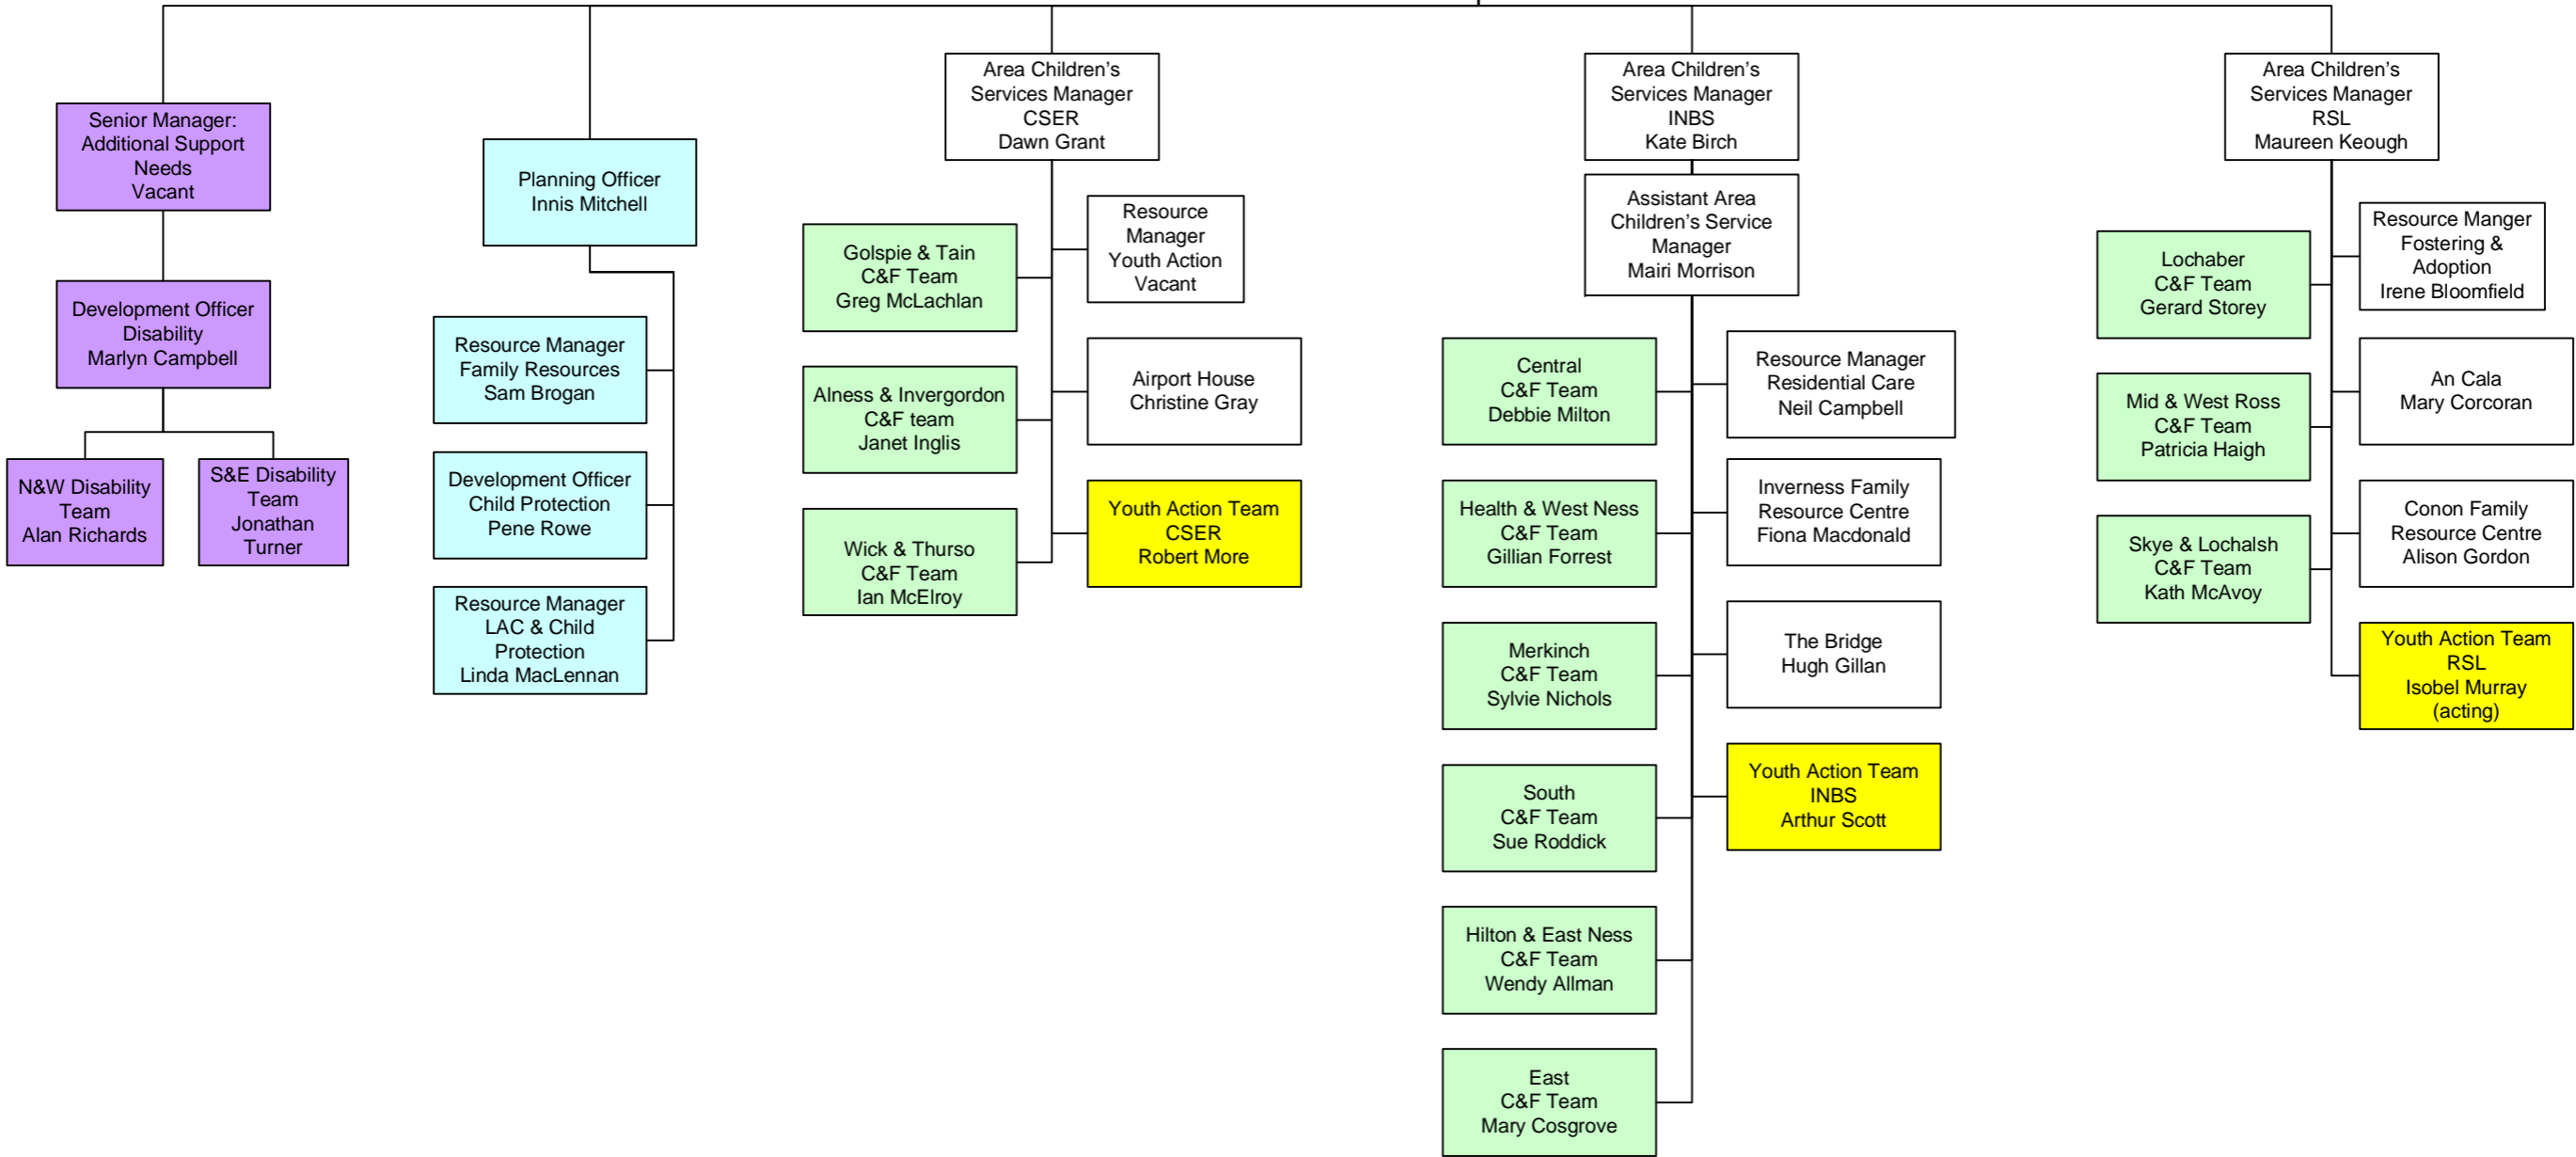 Senior Manager:
Additional Support
Needs
Vacant
Development Officer
Disability
Marlyn Campbell
N&W Disability
Team
Alan Richards
S&E Disability
Team
Jonathan
Turner
Planning Officer
Innis Mitchell
Resource Manager
Family Resources
Sam Brogan
Development Officer
Child Protection
Pene Rowe
Resource Manager
LAC & Child
Protection
Linda MacLennan
Area Children’s
Services Manager
CSER
Dawn Grant
Golspie & Tain
C&F Team
Greg McLachlan
Alness & Invergordon
C&F team
Janet Inglis
Wick & Thurso
C&F Team
Ian McElroy
Resource
Manager
Youth Action
Vacant
Airport House
Christine Gray
Youth Action Team
CSER
Robert More
Area Children’s
Services Manager
INBS
Kate Birch
Assistant Area
Children’s Service
Manager
Mairi Morrison
Central
C&F Team
Debbie Milton
Health & West Ness
C&F Team
Gillian Forrest
Merkinch
C&F Team
Sylvie Nichols
South
C&F Team
Sue Roddick
Hilton & East Ness
C&F Team
Wendy Allman
East
C&F Team
Mary Cosgrove
Resource Manager
Residential Care
Neil Campbell
Inverness Family
Resource Centre
Fiona Macdonald
The Bridge
Hugh Gillan
Youth Action Team
INBS
Arthur Scott
Area Children’s
Services Manager
RSL
Maureen Keough
Lochaber
C&F Team
Gerard Storey
Mid & West Ross
C&F Team
Patricia Haigh
Skye & Lochalsh
C&F Team
Kath McAvoy
Resource Manger
Fostering &
Adoption
Irene Bloomfield
An Cala
Mary Corcoran
Conon Family
Resource Centre
Alison Gordon
Youth Action Team
RSL
Isobel Murray
(acting)